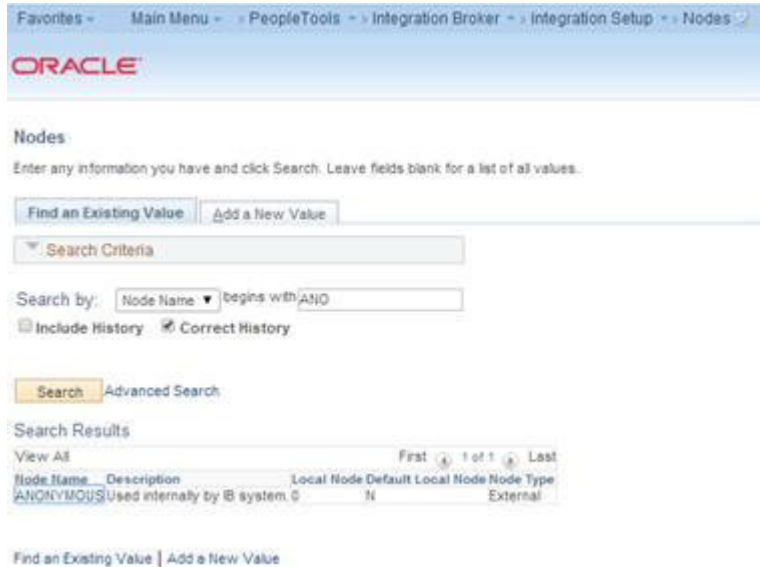 Favorites Main Menu PeopleTools Integration Broker Integration Setup Nodes
ORACLE
Nodes
Enter any information you have and click Search. Leave fields blank for a list of all values.
Find an Existing Value Add a New Value
Search Criteria
Search by: Node Name begins with ANO
Include History Correct History
Search Advanced Search
Search Results
View All First 1 of 1 Last
Node Name Description Local Node Default Local Node Node Type
ANONYMOUS Used internally by IB system. 0 N External
Find an Existing Value | Add a New Value